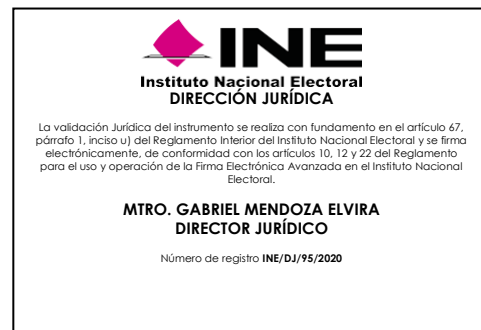 INE
Instituto Nacional Electoral
DIRECCIÓN JURÍDICA
La validación Jurídica del instrumento se realiza con fundamento en el artículo 67,
párrafo 1, inciso u) del Reglamento Interior del Instituto Nacional Electoral y se firma
electrónicamente, de conformidad con los artículos 10, 12 y 22 del Reglamento
para el uso y operación de la Firma Electrónica Avanzada en el Instituto Nacional
Electoral.
MTRO. GABRIEL MENDOZA ELVIRA
DIRECTOR JURÍDICO
Número de registro INE/DJ/95/2020